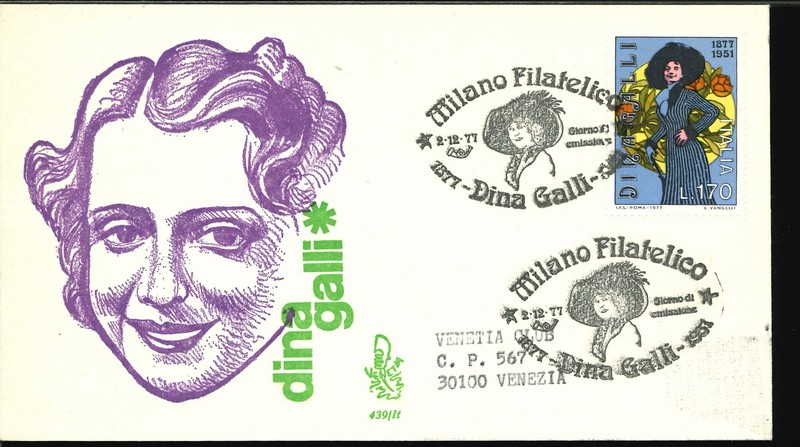 dina
galli
439/It
Milano Filatelico
2-12-77
Giorno di
emissione
1877 - Dina Galli -
DINA GALLI
1877
1951
ITALIA
L.170
I.P.S.-ROMA-1977
E. VANGELLI
Milano Filatelico
2-12-77
Giorno di
emissione
1877 - Dina Galli - 1951
VENETIA CLUB
C. P. 567
30100 VENEZIA